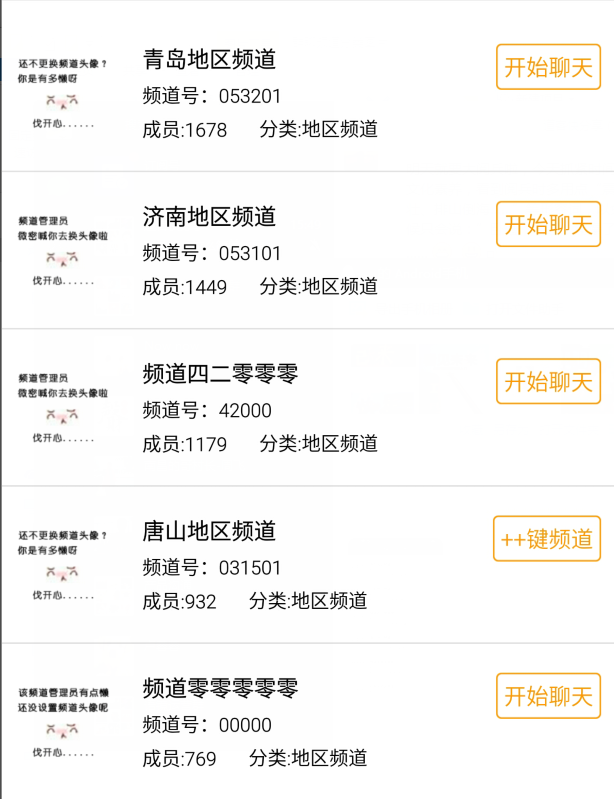 还不更换频道头像？
你是有多懒呀
伐开心......
青岛地区频道
频道号：053201
成员:1678 分类:地区频道
开始聊天
频道管理员
微密喊你去换头像啦
伐开心......
济南地区频道
频道号：053101
成员:1449 分类:地区频道
开始聊天
频道管理员
微密喊你去换头像啦
伐开心......
频道四二零零零
频道号：42000
成员:1179 分类:地区频道
开始聊天
还不更换频道头像？
你是有多懒呀
伐开心......
唐山地区频道
频道号：031501
成员:932 分类:地区频道
++键频道
该频道管理员有点懒
还没设置频道头像呢
伐开心......
频道零零零零零
频道号：00000
成员:769 分类:地区频道
开始聊天